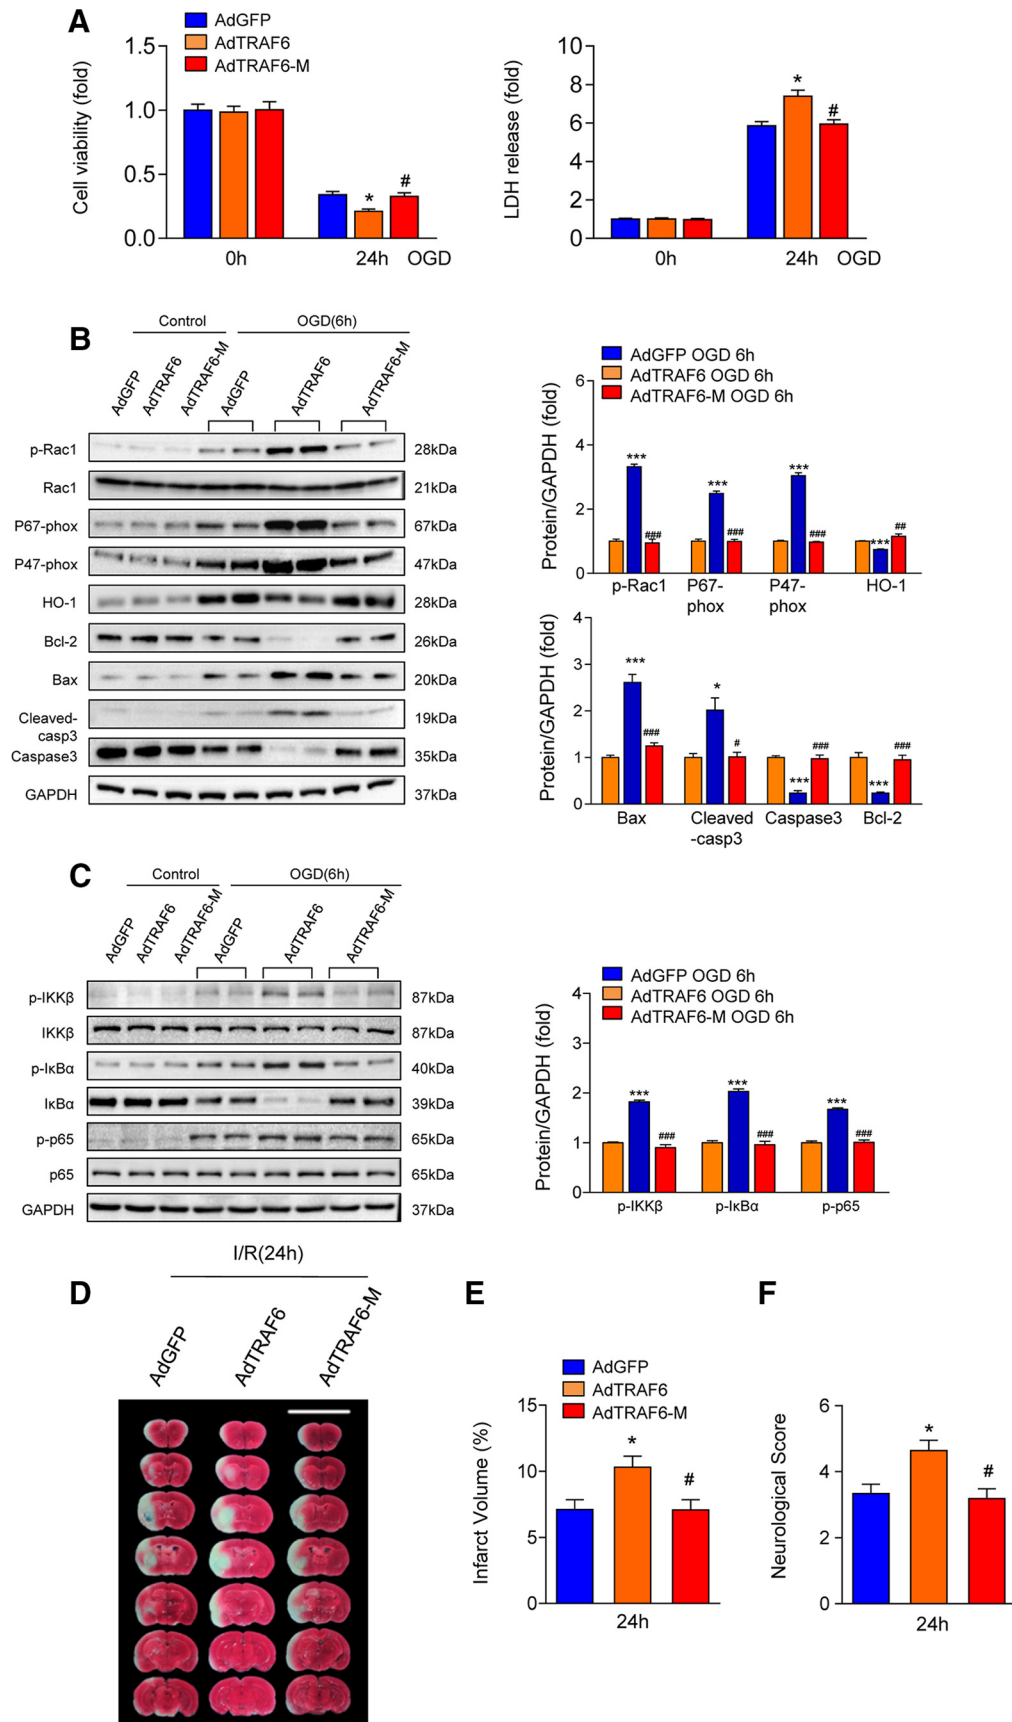 A
AdGFP
AdTRAF6
AdTRAF6-M
Cell viability (fold)
1.5
1.0
0.5
0.0
*
#
0h
24h
OGD
LDH release (fold)
10
8
6
4
2
0
*
#
0h
24h
OGD
B
Control
OGD(6h)
AdGFP
AdTRAF6
AdTRAF6-M
AdGFP
AdTRAF6
AdTRAF6-M
p-Rac1
28kDa
Rac1
21kDa
P67-phox
67kDa
P47-phox
47kDa
HO-1
28kDa
Bcl-2
26kDa
Bax
20kDa
Cleaved-
casp3
19kDa
Caspase3
35kDa
GAPDH
37kDa
AdGFP OGD 6h
AdTRAF6 OGD 6h
AdTRAF6-M OGD 6h
Protein/GAPDH (fold)
6
4
2
0
***
###
***
###
***
###
***
##
p-Rac1
P67-
phox
P47-
phox
HO-1
Protein/GAPDH (fold)
4
3
2
1
0
***
###
*
#
***
###
***
###
Bax
Cleaved
-casp3
Caspase3
Bcl-2
C
Control
OGD(6h)
AdGFP
AdTRAF6
AdTRAF6-M
AdGFP
AdTRAF6
AdTRAF6-M
p-IKKβ
87kDa
IKKβ
87kDa
p-IκBα
40kDa
IκBα
39kDa
p-p65
65kDa
p65
65kDa
GAPDH
37kDa
AdGFP OGD 6h
AdTRAF6 OGD 6h
AdTRAF6-M OGD 6h
Protein/GAPDH (fold)
4
3
2
1
0
***
###
***
###
***
###
p-IKKβ
p-IκBα
p-p65
D
I/R(24h)
AdGFP
AdTRAF6
AdTRAF6-M
E
AdGFP
AdTRAF6
AdTRAF6-M
Infarct Volume (%)
15
10
5
0
*
#
24h
F
Neurological Score
6
4
2
0
*
#
24h